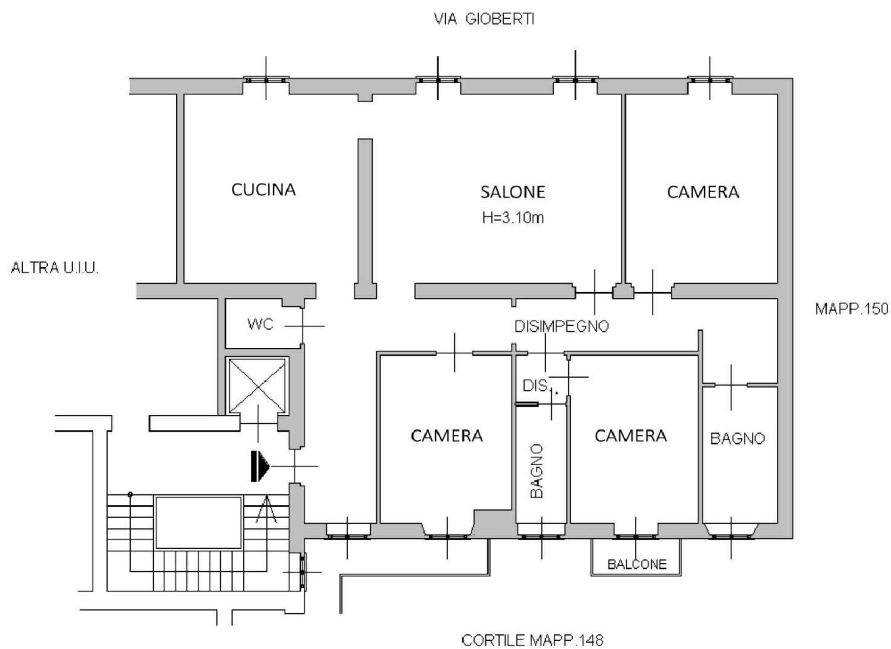 VIA GIOBERTI
CUCINA
SALONE
H=3.10m
CAMERA
ALTRA U.I.U.
MAPP.150
WC
DISIMPEGNO
DIS.
CAMERA
CAMERA
BAGNO
BAGNO
BALCONE
CORTILE MAPP.148